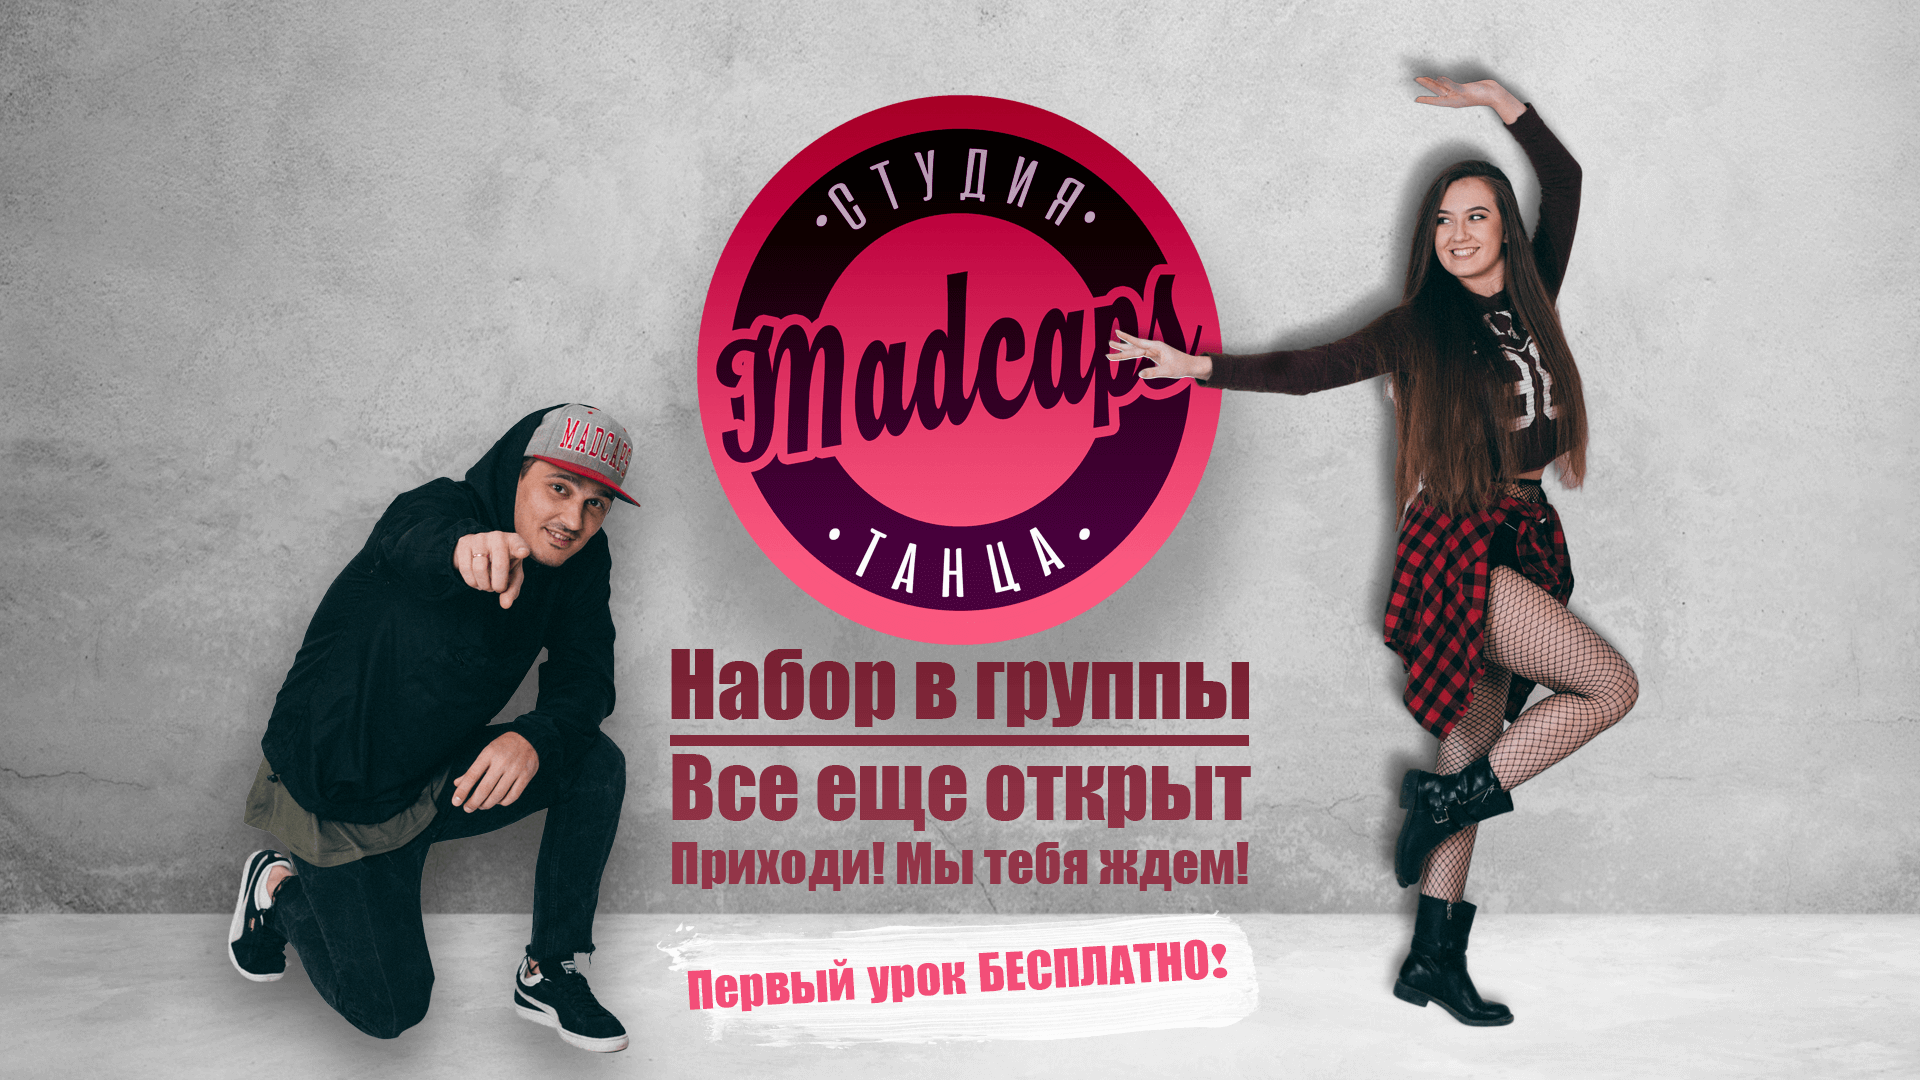 СТУДИЯ
Madcaps
ТАНЦА
MADCAPS
Набор в группы
Все еще открыт
Приходи! Мы тебя ждем!
Первый урок БЕСПЛАТНО!